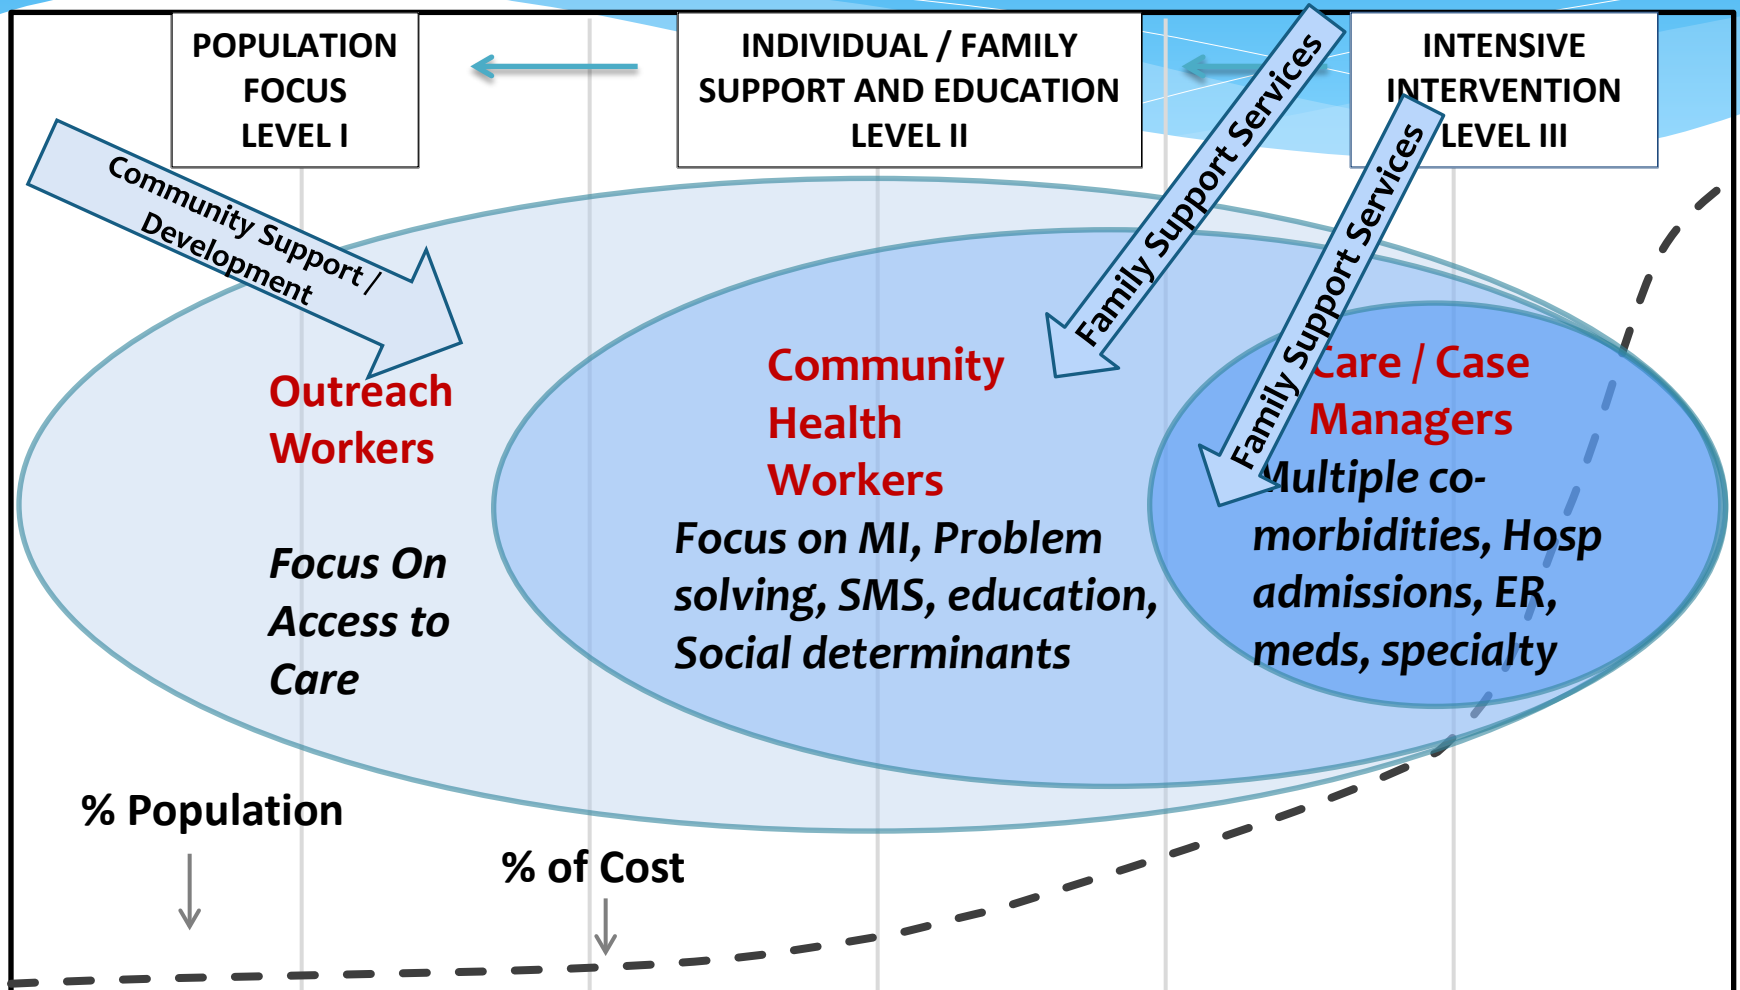 POPULATION
FOCUS
LEVEL I
INDIVIDUAL / FAMILY
SUPPORT AND EDUCATION
LEVEL II
INTENSIVE
INTERVENTION
LEVEL III
Community Support /
Development
Family Support Services
Family Support Services
Outreach
Workers
Focus On
Access to
Care
Community
Health
Workers
Focus on MI, Problem
solving, SMS, education,
Social determinants
Care / Case
Managers
Multiple co-
morbidities, Hosp
admissions, ER,
meds, specialty
% Population
% of Cost